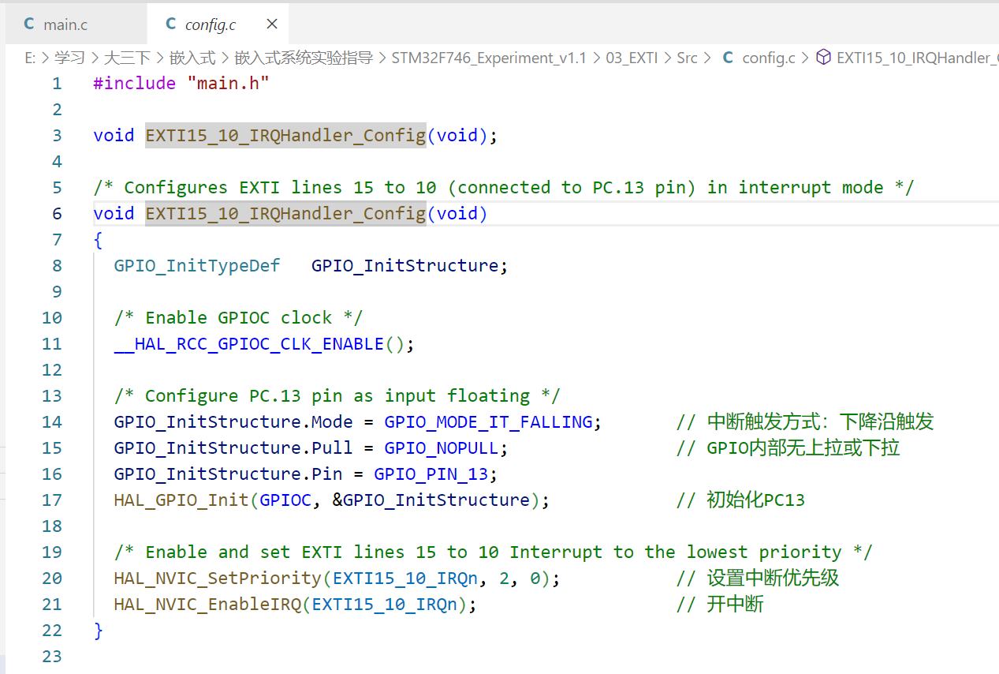 C main.c
C config.c ×
E: > 学习 > 大三下 > 嵌入式 > 嵌入式系统实验指导 > STM32F746_Experiment_v1.1 > 03_EXTI > Src > C config.c > EXTI15_10_IRQHandler_
1 #include "main.h"
2
3 void EXTI15_10_IRQHandler_Config(void);
4
5 /* Configures EXTI lines 15 to 10 (connected to PC.13 pin) in interrupt mode */
6 void EXTI15_10_IRQHandler_Config(void)
7 {
8 GPIO_InitTypeDef GPIO_InitStructure;
9
10 /* Enable GPIOC clock */
11 __HAL_RCC_GPIOC_CLK_ENABLE();
12
13 /* Configure PC.13 pin as input floating */
14 GPIO_InitStructure.Mode = GPIO_MODE_IT_FALLING; // 中断触发方式：下降沿触发
15 GPIO_InitStructure.Pull = GPIO_NOPULL; // GPIO内部无上拉或下拉
16 GPIO_InitStructure.Pin = GPIO_PIN_13;
17 HAL_GPIO_Init(GPIOC, &GPIO_InitStructure); // 初始化PC13
18
19 /* Enable and set EXTI lines 15 to 10 Interrupt to the lowest priority */
20 HAL_NVIC_SetPriority(EXTI15_10_IRQn, 2, 0); // 设置中断优先级
21 HAL_NVIC_EnableIRQ(EXTI15_10_IRQn); // 开中断
22 }
23